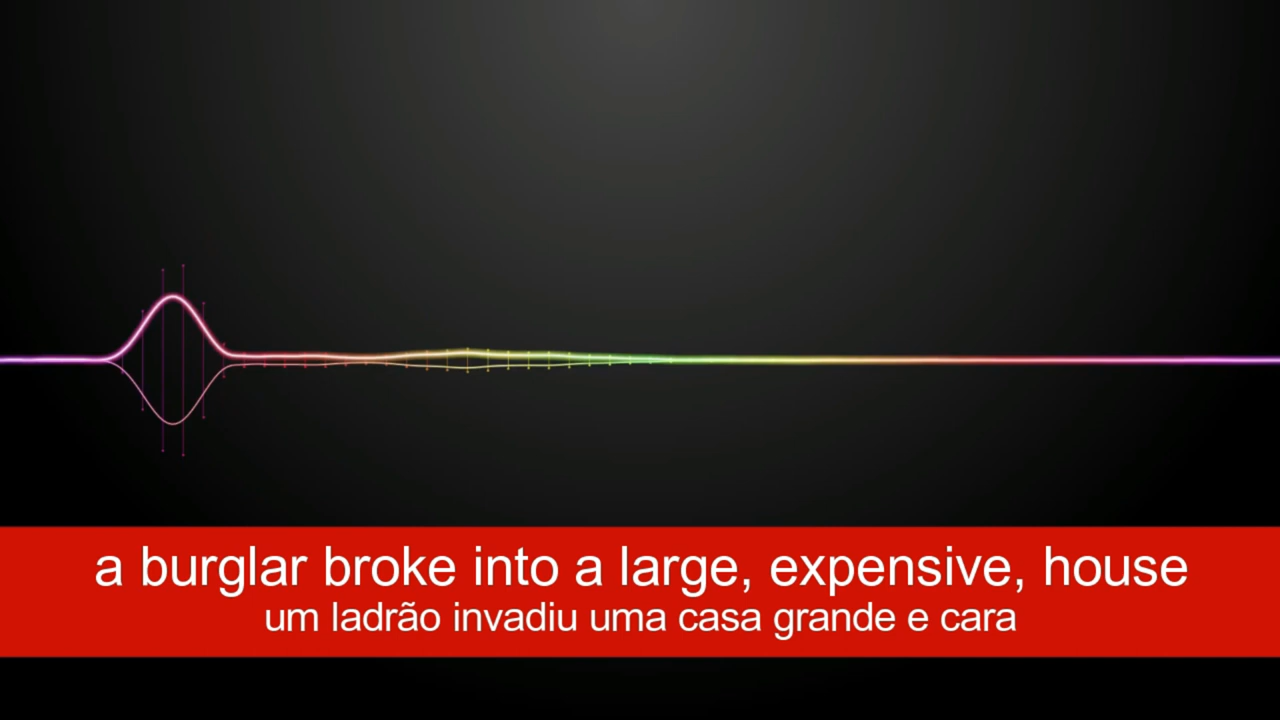 a burglar broke into a large, expensive, house
um ladrão invadiu uma casa grande e cara